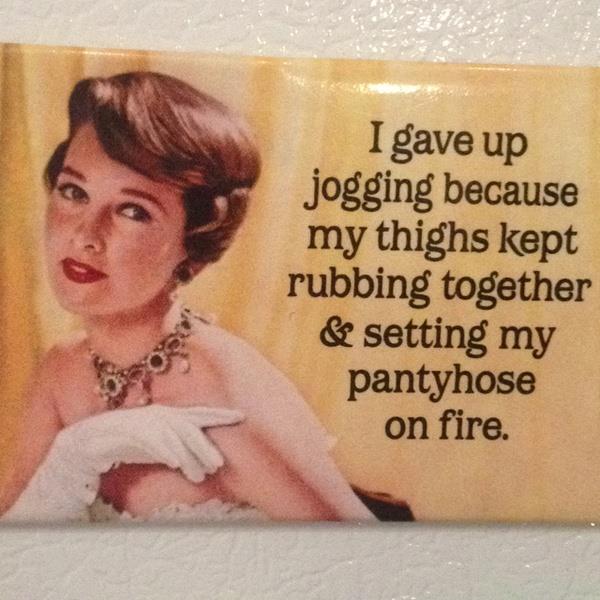 I gave up
jogging because
my thighs kept
rubbing together
& setting my
pantyhose
on fire.